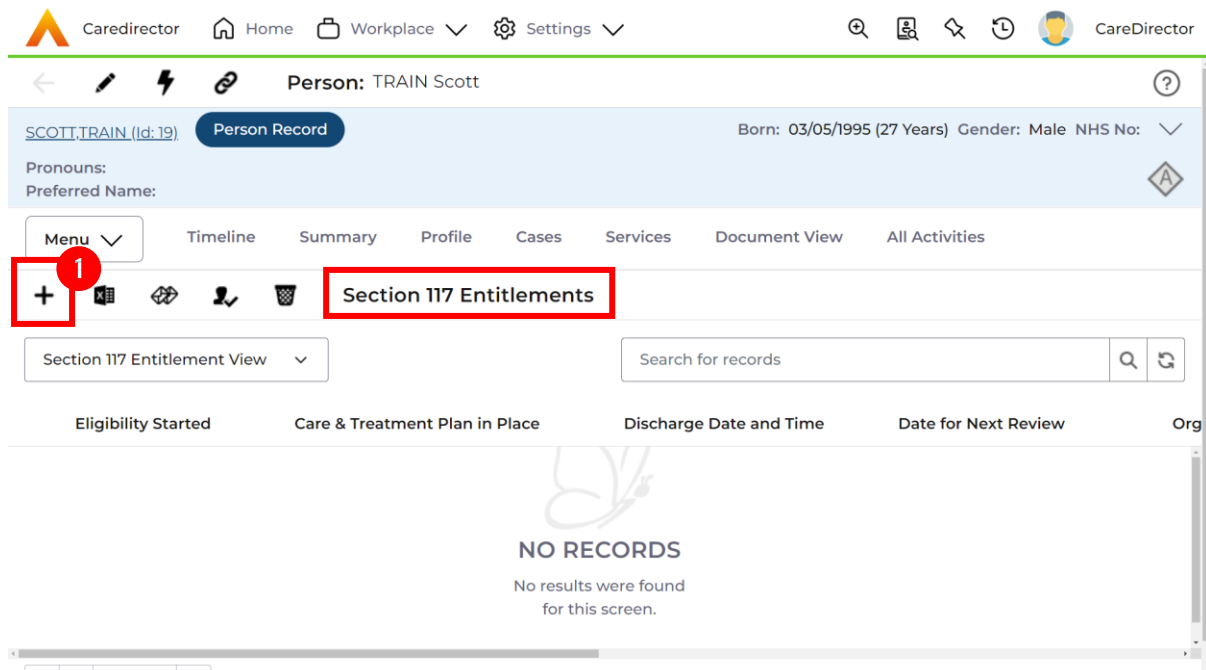 Caredirector Home Workplace Settings CareDirector
Person: TRAIN Scott
SCOTT,TRAIN (Id: 19) Person Record Born: 03/05/1995 (27 Years) Gender: Male NHS No:
Pronouns:
Preferred Name:
A
Menu Timeline Summary Profile Cases Services Document View All Activities
1
Section 117 Entitlements
Section 117 Entitlement View Search for records
Eligibility Started Care & Treatment Plan in Place Discharge Date and Time Date for Next Review Org
NO RECORDS
No results were found
for this screen.